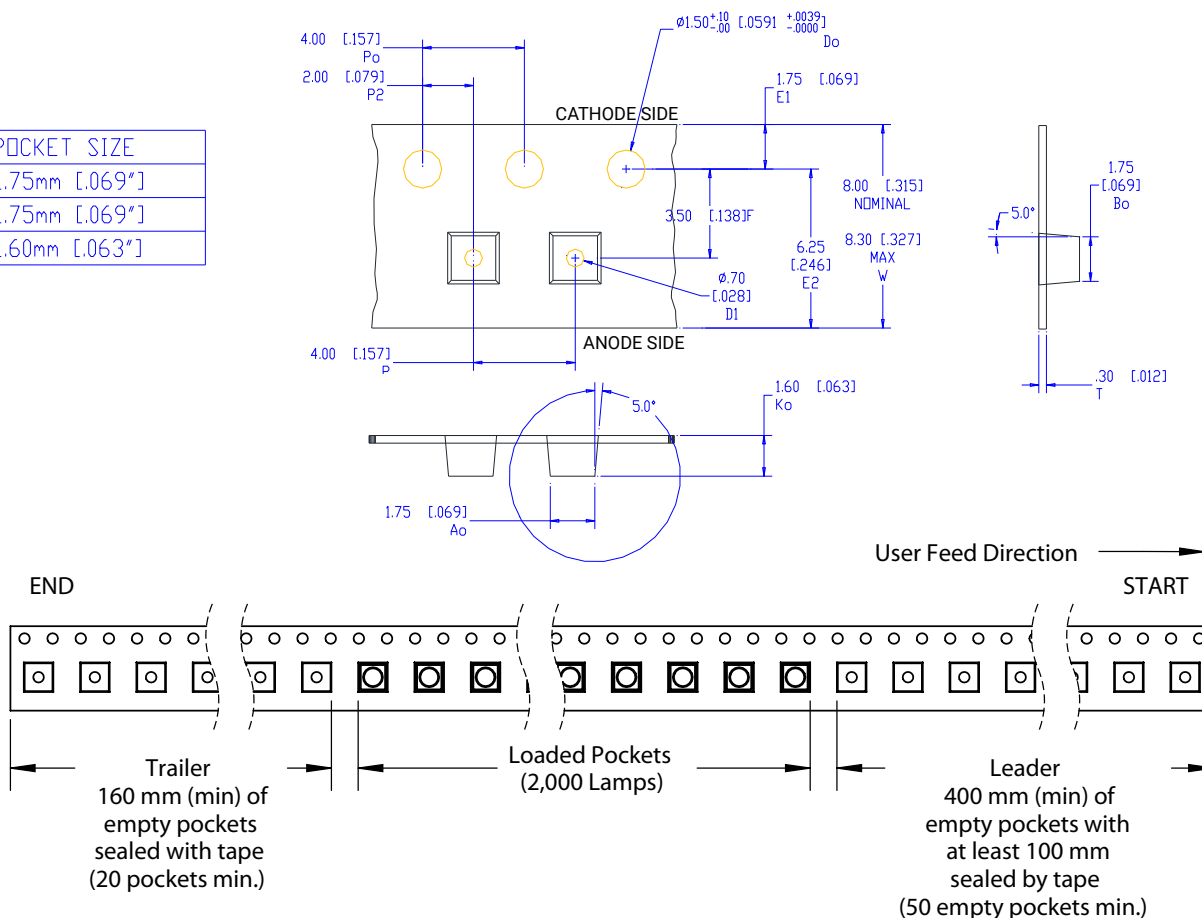 4.00 [.157]
Po
2.00 [.079]
P2
ø1.50 +.10 -.00 [.0591 +.0039 -.0000]
Do
1.75 [.069]
E1
CATHODE SIDE
POCKET SIZE
.75mm [.069"]
.75mm [.069"]
.60mm [.063"]
3.50 [.138]F
8.00 [.315]
NOMINAL
8.30 [.327]
MAX
W
6.25
[.246]
E2
ø.70
[.028]
D1
ANODE SIDE
4.00 [.157]
P
5.0°
1.75
[.069]
Bo
.30 [.012]
T
1.60 [.063]
Ko
5.0°
1.75 [.069]
Ao
User Feed Direction
END
START
Trailer
160 mm (min) of
empty pockets
sealed with tape
(20 pockets min.)
Loaded Pockets
(2,000 Lamps)
Leader
400 mm (min) of
empty pockets with
at least 100 mm
sealed by tape
(50 empty pockets min.)